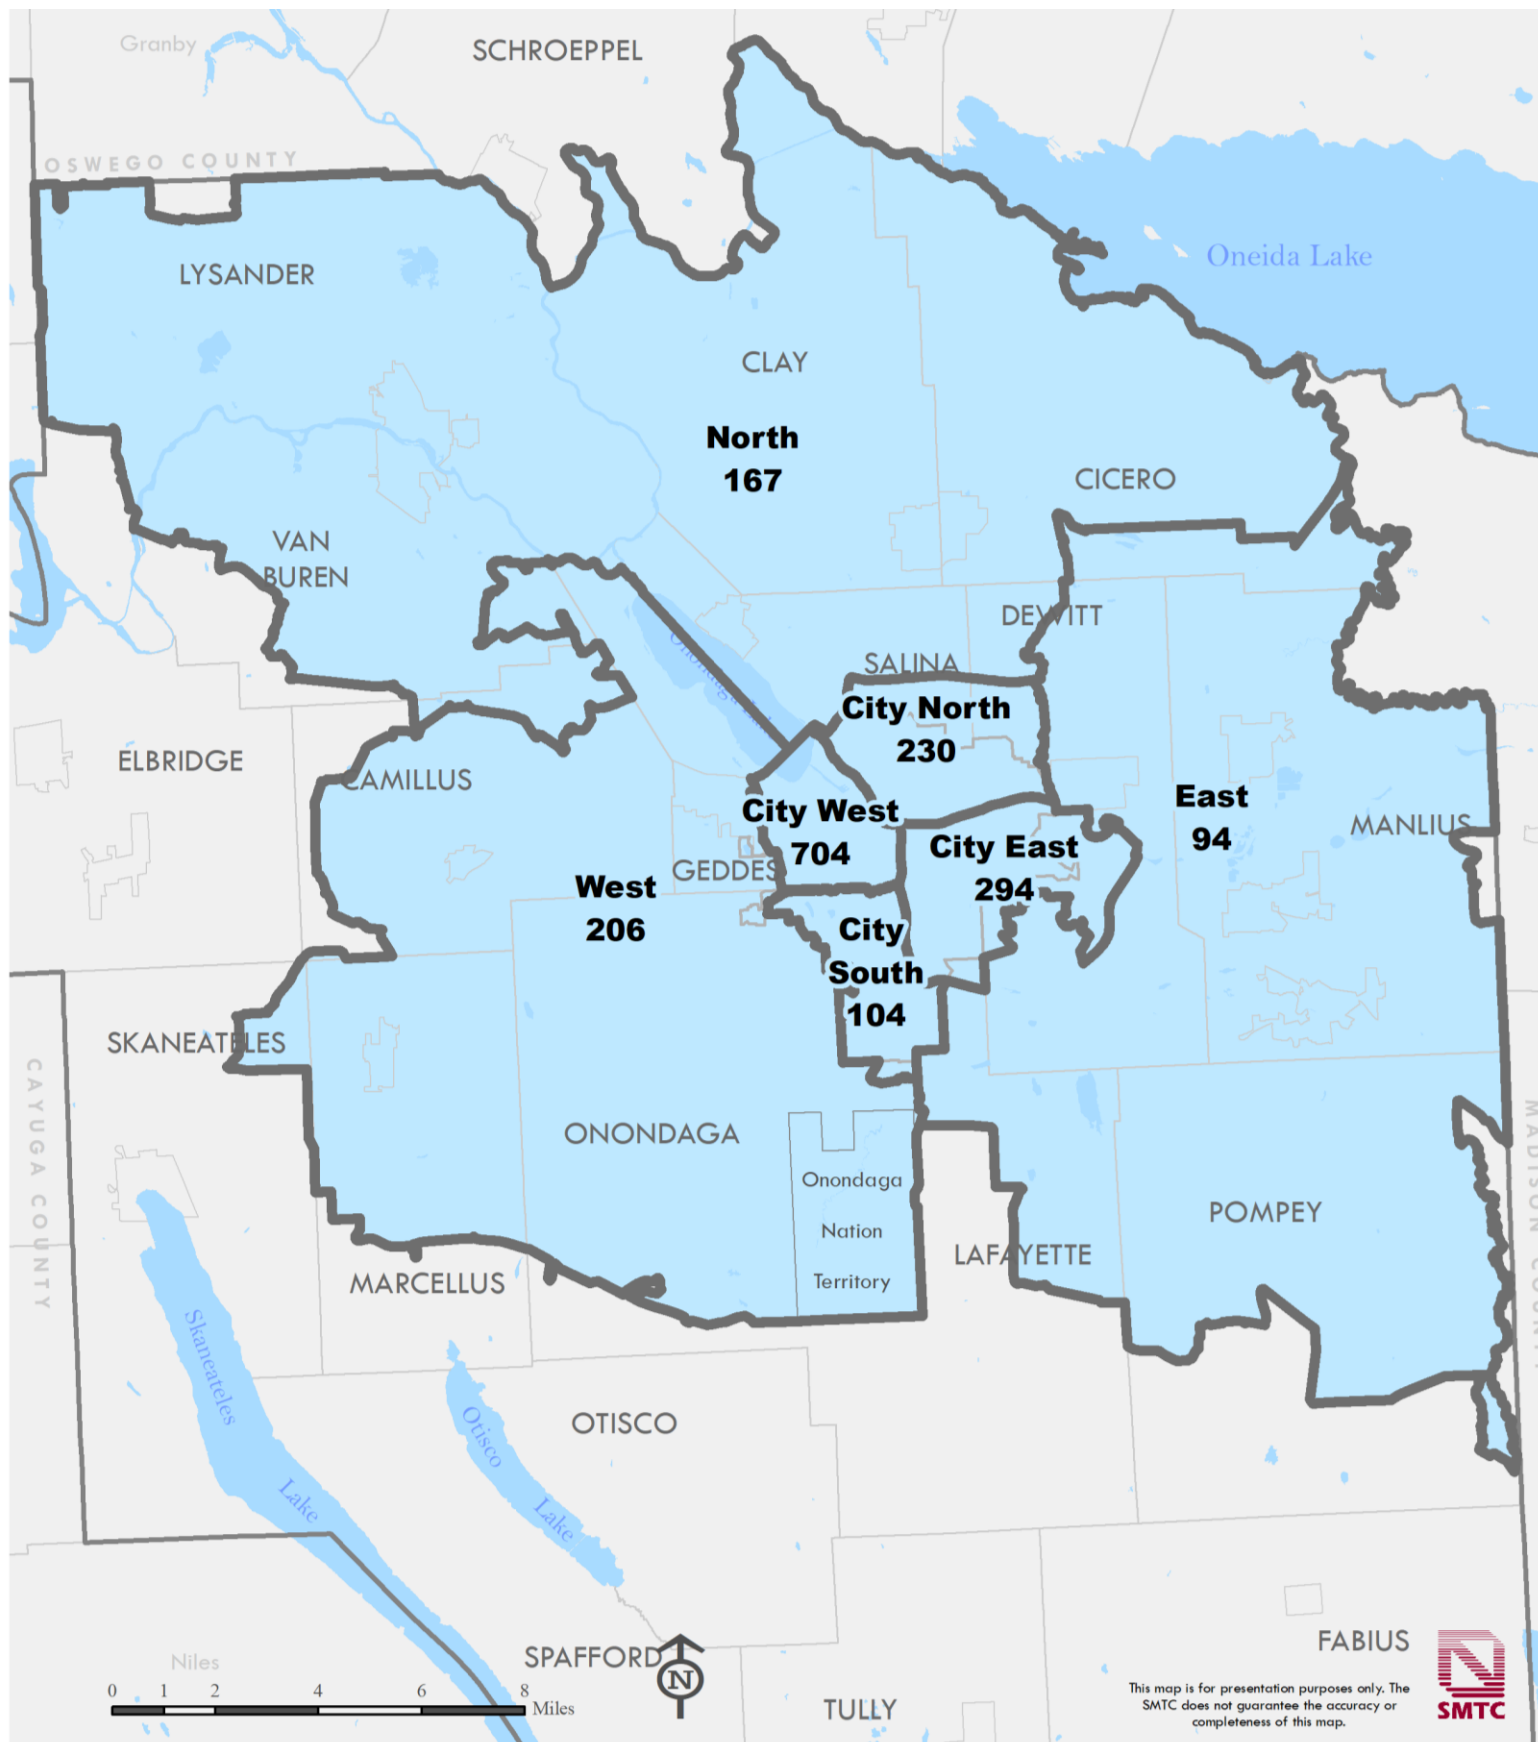 Granby
SCHROEPPEL
OSWEGO COUNTY
Oneida Lake
LYSANDER
CLAY
North
167
CICERO
VAN
BUREN
DEWITT
Onondaga Lake
SALINA
City North
230
ELBRIDGE
CAMILLUS
East
94
MANLIUS
City West
704
City East
294
GEDDES
West
206
City
South
104
SKANEATELES
CAYUGA COUNTY
ONONDAGA
Onondaga
Nation
Territory
POMPEY
LAFAYETTE
MARCELLUS
MADISON COUNTY
Skaneateles
Lake
Otisco
Lake
OTISCO
SPAFFORD
N
FABIUS
Niles
TULLY
0 1 2 4 6 8
Miles
This map is for presentation purposes only. The
SMTC does not guarantee the accuracy or
completeness of this map.
SMTC